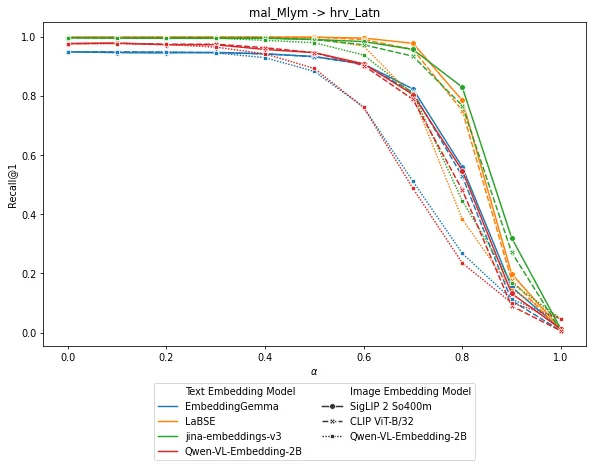 mal_Mlym -> hrv_Latn
Recall@1
1.0
0.8
0.6
0.4
0.2
0.0
0.0 0.2 0.4 0.6 0.8 1.0
α
Text Embedding Model
EmbeddingGemma
LaBSE
jina-embeddings-v3
Qwen-VL-Embedding-2B
Image Embedding Model
SigLIP 2 So400m
CLIP ViT-B/32
Qwen-VL-Embedding-2B